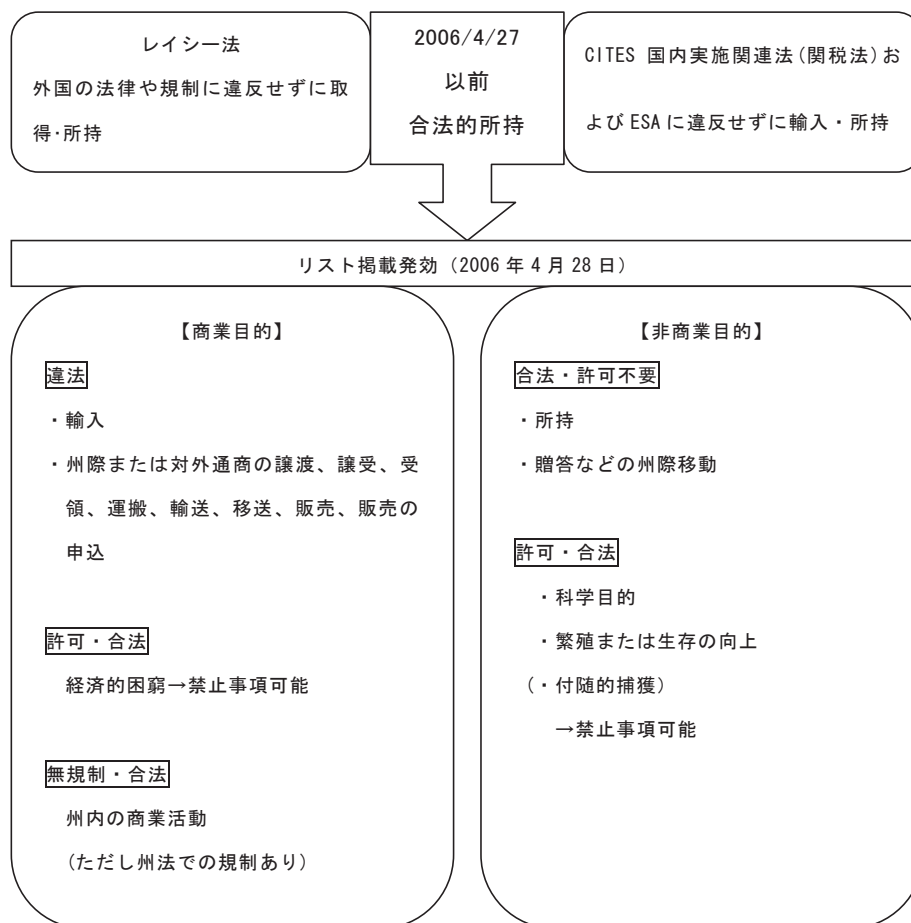 レイシー法
外国の法律や規制に違反せずに取
得・所持
2006/4/27
以前
合法的所持
CITES 国内実施関連法(関税法)お
よび ESA に違反せずに輸入・所持
リスト掲載発効（2006 年 4 月 28 日）
【商業目的】
違法
・輸入
・州際または対外通商の譲渡、譲受、受
領、運搬、輸送、移送、販売、販売の
申込
許可・合法
経済的困窮→禁止事項可能
無規制・合法
州内の商業活動
(ただし州法での規制あり)
【非商業目的】
合法・許可不要
・所持
・贈答などの州際移動
許可・合法
・科学目的
・繁殖または生存の向上
（・付随的捕獲）
→禁止事項可能